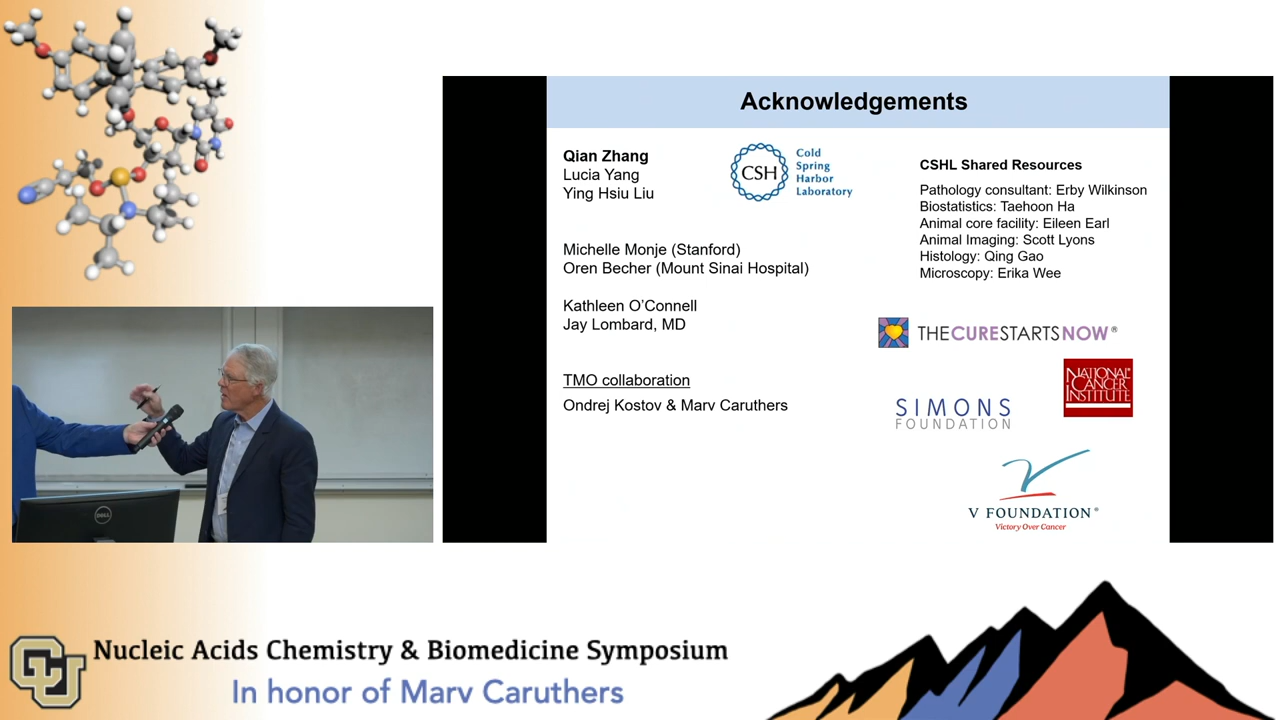 Acknowledgements
Qian Zhang
Lucia Yang
Ying Hsiu Liu
CSH
Cold
Spring
Harbor
Laboratory
Michelle Monje (Stanford)
Oren Becher (Mount Sinai Hospital)
Kathleen O’Connell
Jay Lombard, MD
TMO collaboration
Ondrej Kostov & Marv Caruthers
CSHL Shared Resources
Pathology consultant: Erby Wilkinson
Biostatistics: Taehoon Ha
Animal core facility: Eileen Earl
Animal Imaging: Scott Lyons
Histology: Qing Gao
Microscopy: Erika Wee
THECURESTARTSNOW®
NATIONAL
CANCER
INSTITUTE
SIMONS
FOUNDATION
V FOUNDATION®
Victory Over Cancer
DELL
CU
Nucleic Acids Chemistry & Biomedicine Symposium
In honor of Marv Caruthers